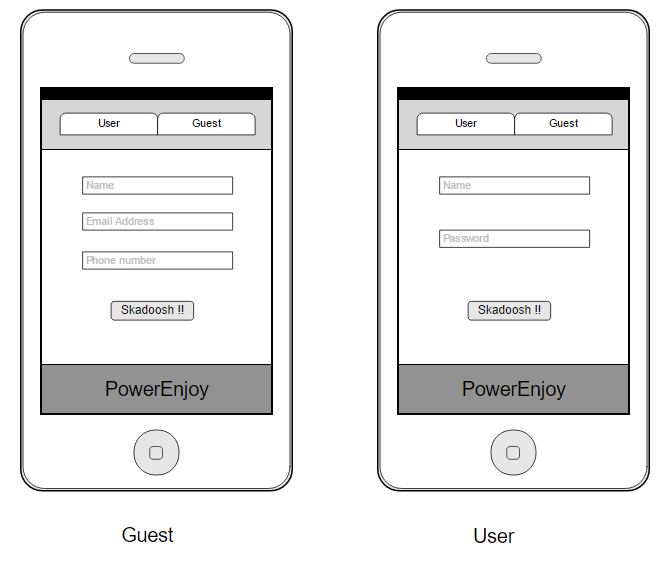 User Guest
Name
Email Address
Phone number
Skadoosh !!
PowerEnjoy
Guest
User Guest
Name
Password
Skadoosh !!
PowerEnjoy
User